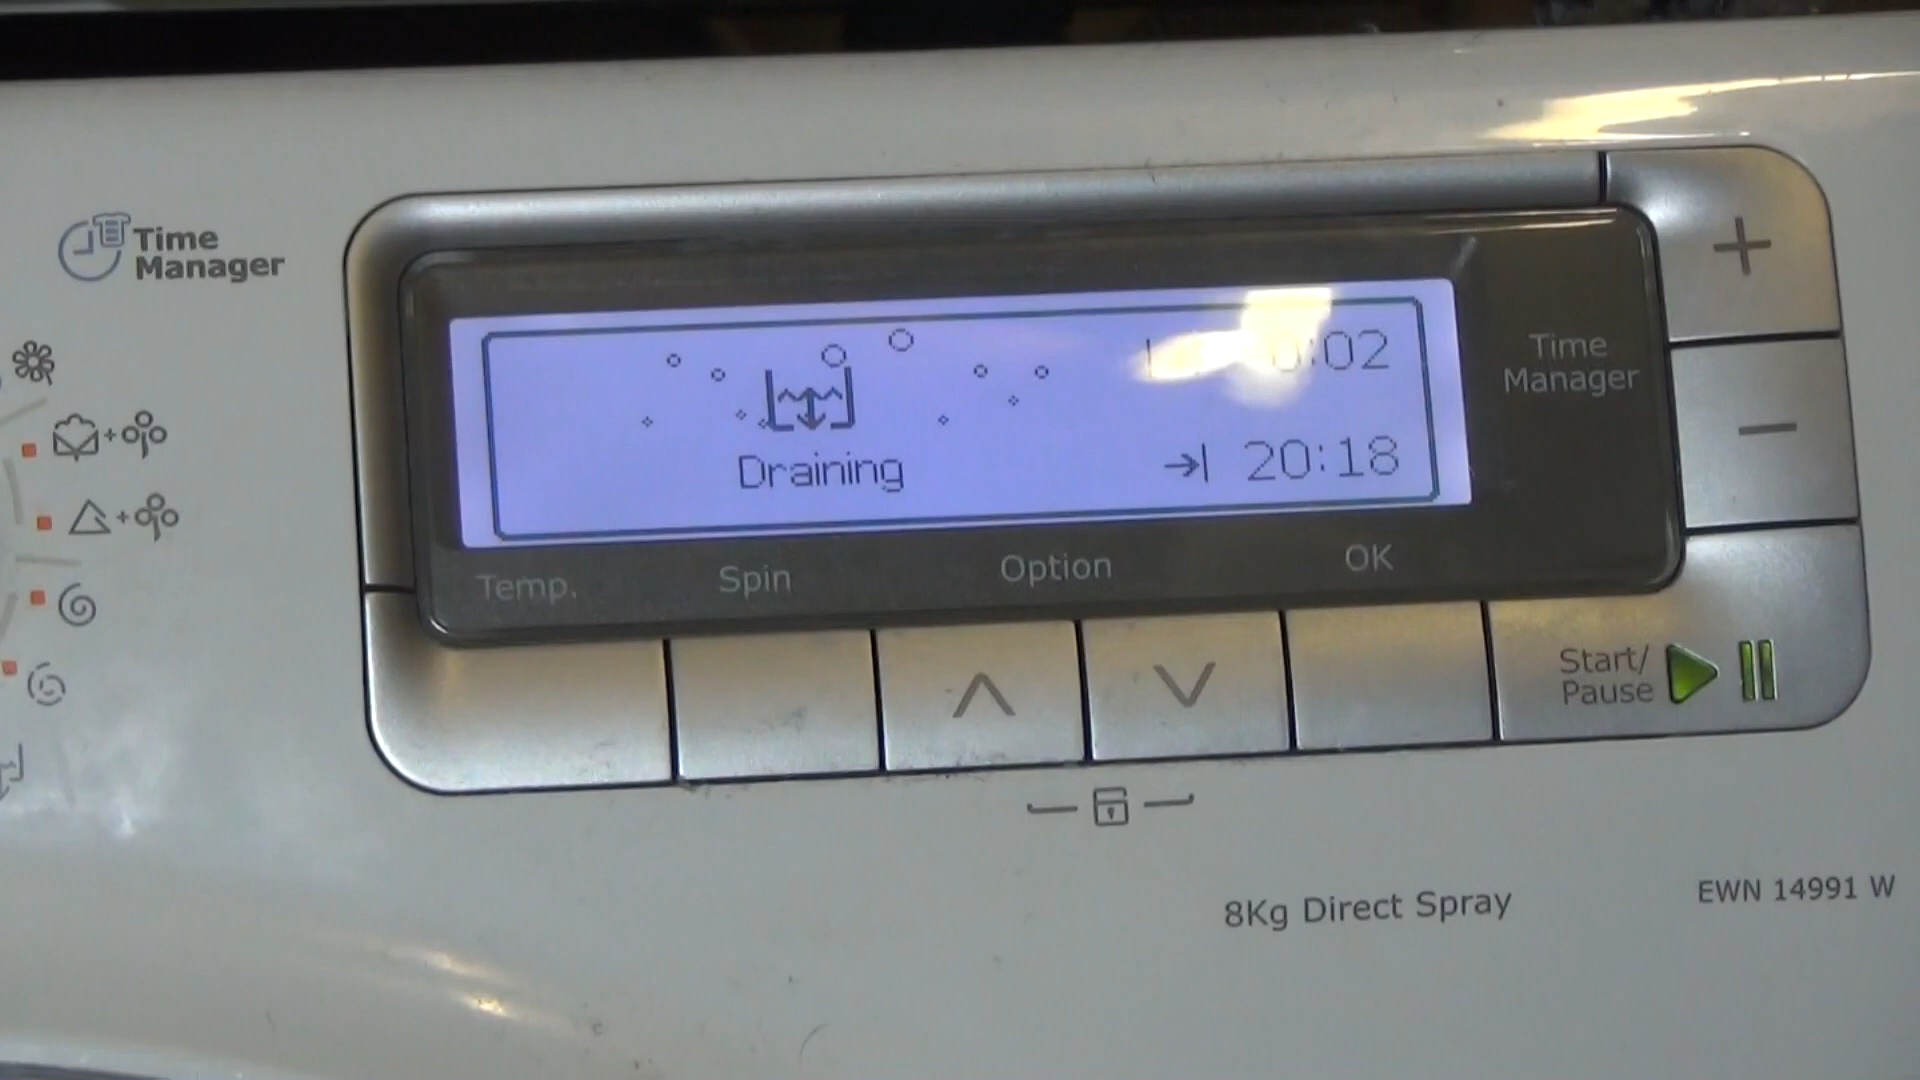 Time
Manager
0:02
Draining
20:18
Time
Manager
Temp.
Spin
Option
OK
Start/
Pause
8Kg Direct Spray
EWN 14991 W